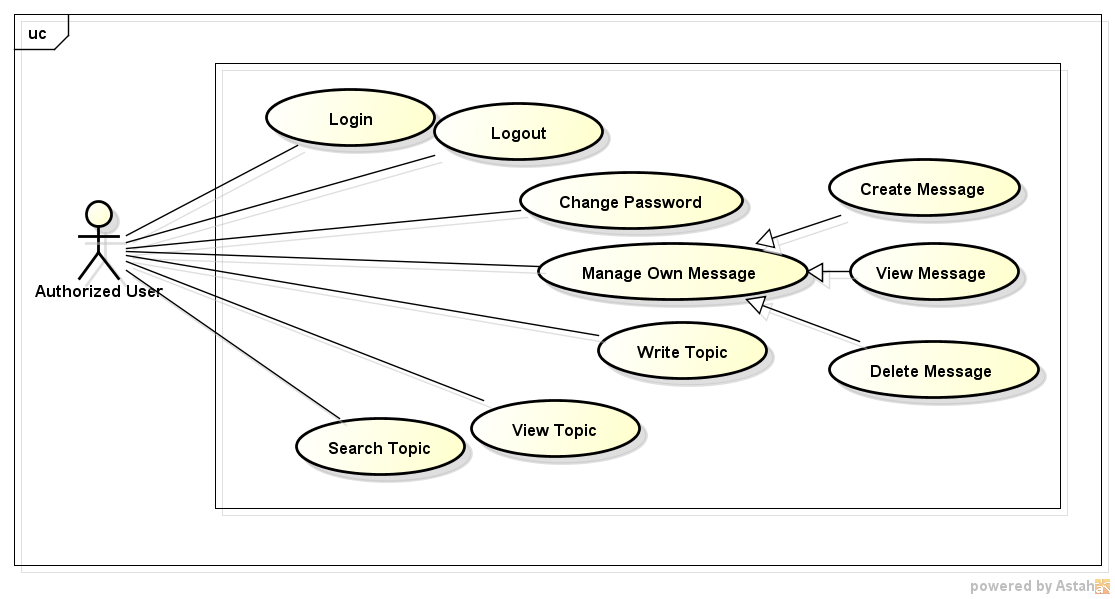 uc
Login
Logout
Change Password
Create Message
Manage Own Message
View Message
Authorized User
Write Topic
Delete Message
View Topic
Search Topic
powered by Astah